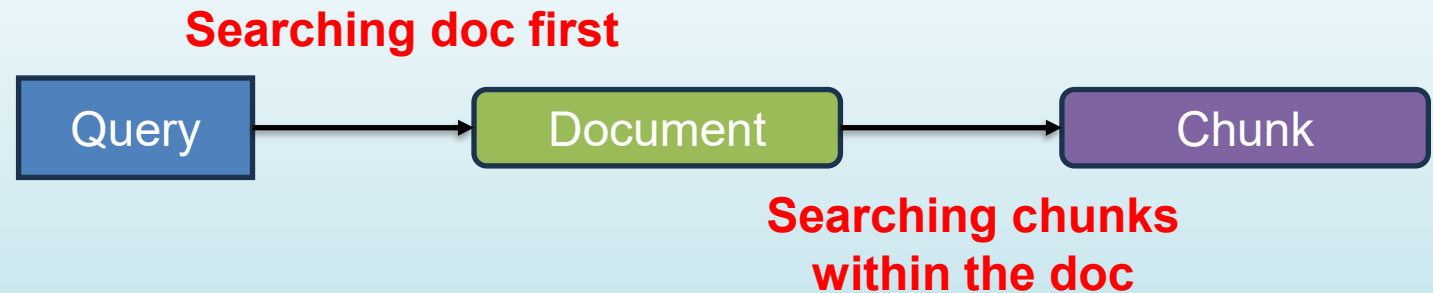 Searching doc first
Query
Document
Chunk
Searching chunks
within the doc